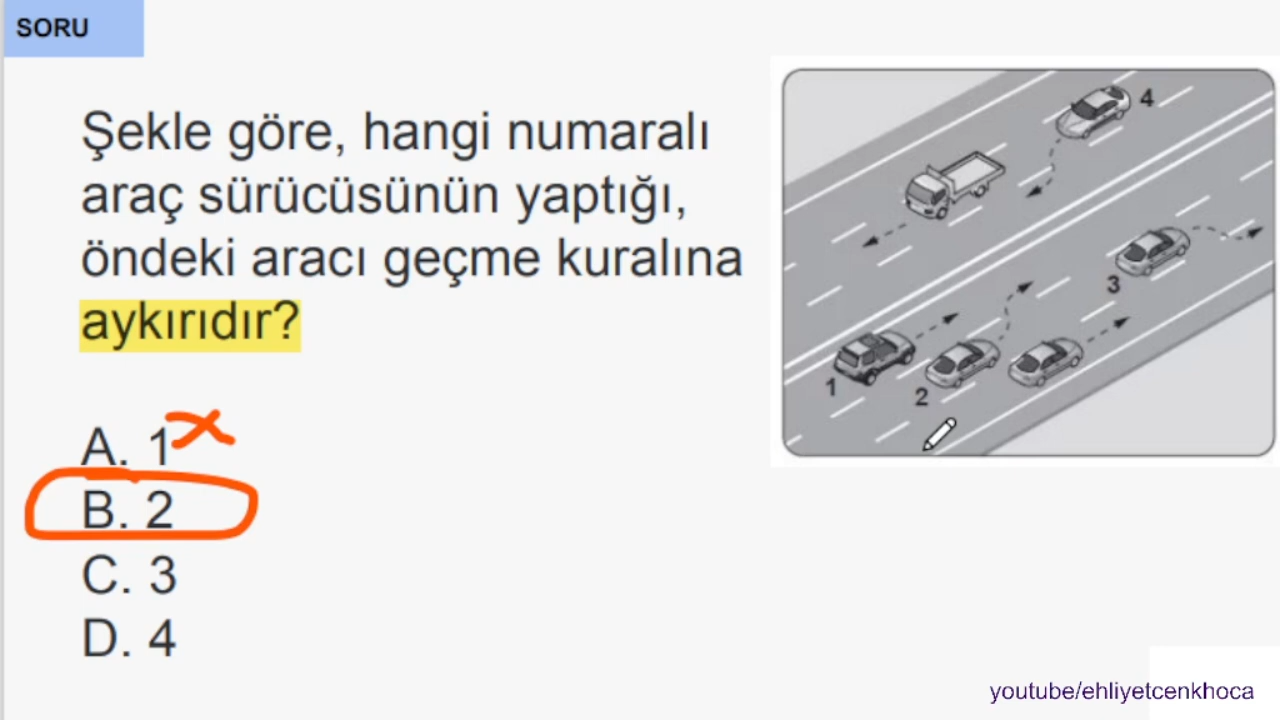 SORU
Şekle göre, hangi numaralı
araç sürücüsünün yaptığı,
öndeki aracı geçme kuralına
aykırıdır?
A. 1
B. 2
C. 3
D. 4
4
3
1
2
youtube/ehliyetcenkhoca